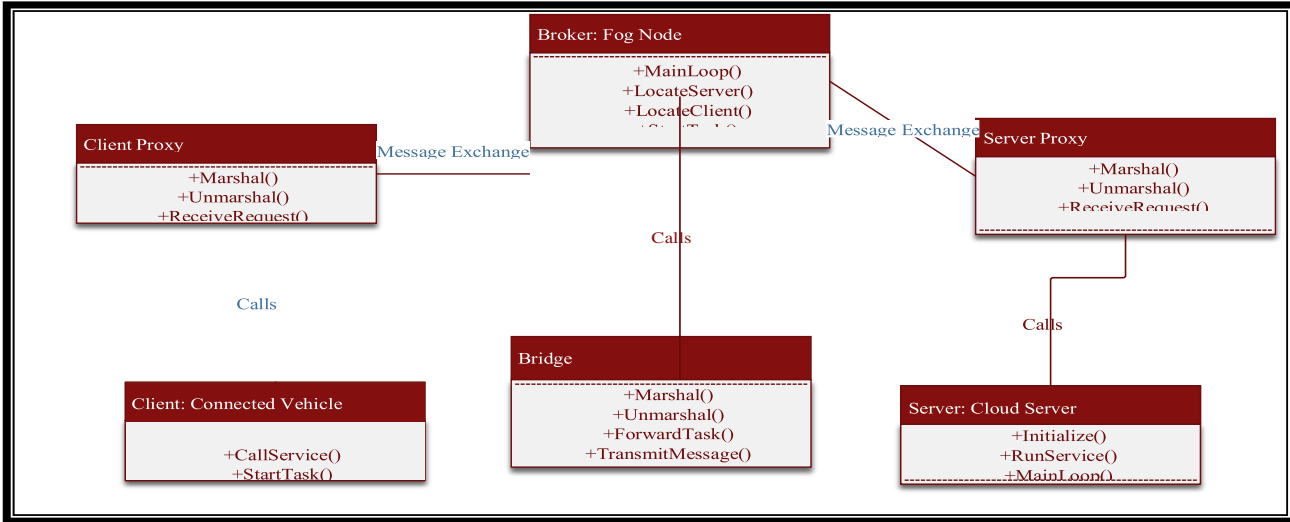 Broker: Fog Node
+MainLoop()
+LocateServer()
+LocateClient()
+StartTask()
Client Proxy
+Marshal()
+Unmarshal()
+ReceiveRequest()
Message Exchange
Message Exchange
Server Proxy
+Marshal()
+Unmarshal()
+ReceiveRequest()
Calls
Calls
Calls
Bridge
+Marshal()
+Unmarshal()
+ForwardTask()
+TransmitMessage()
Client: Connected Vehicle
+CallService()
+StartTask()
Server: Cloud Server
+Initialize()
+RunService()
+MainLoop()